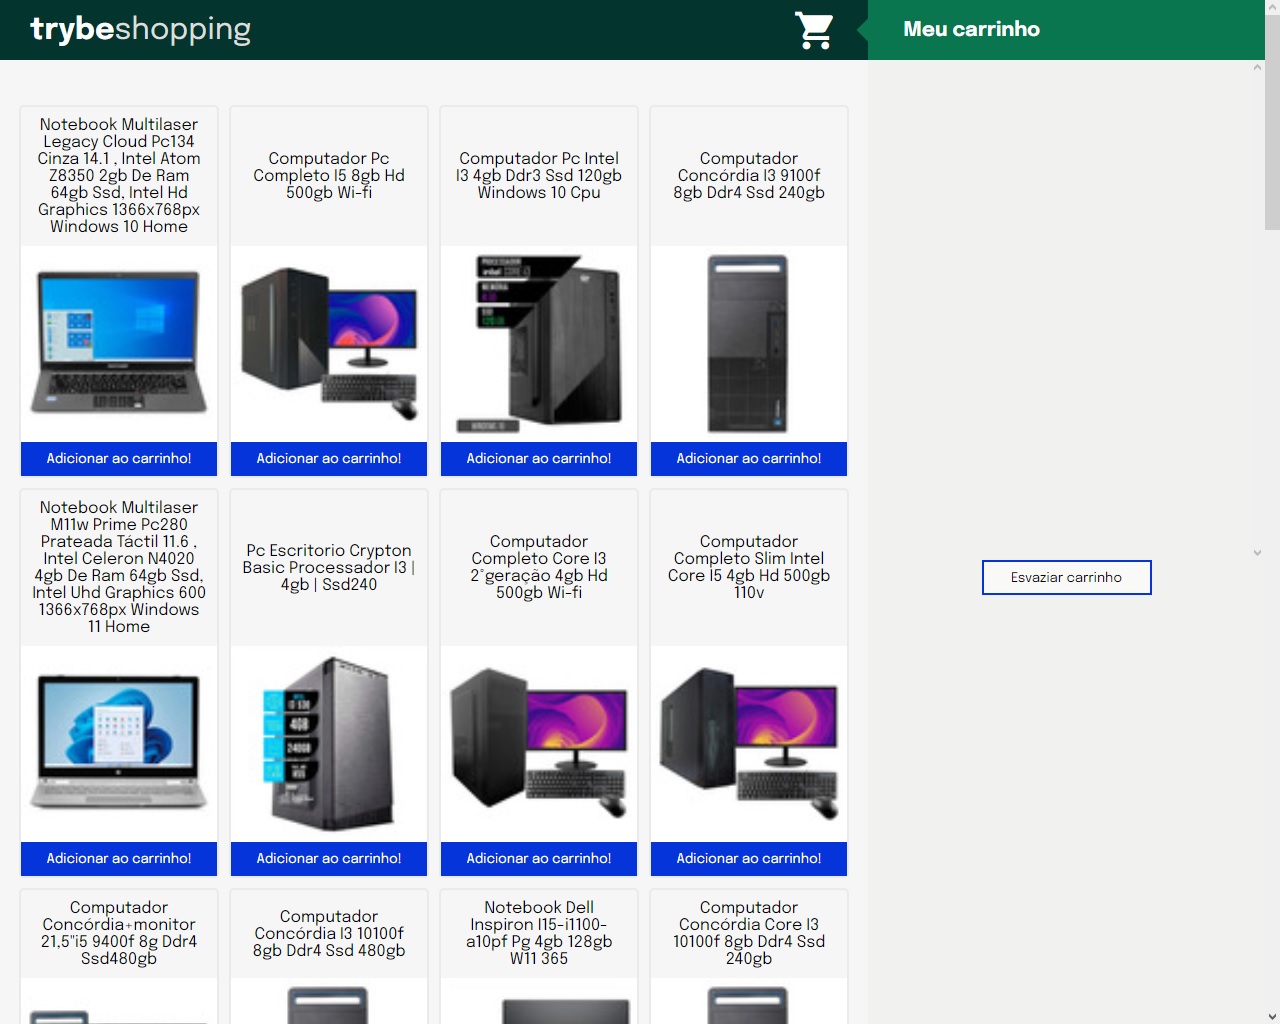 trybeshopping
Meu carrinho
Notebook Multilaser
Legacy Cloud Pc134
Cinza 14.1 , Intel Atom
Z8350 2gb De Ram
64gb Ssd, Intel Hd
Graphics 1366x768px
Windows 10 Home
Computador Pc
Completo I5 8gb Hd
500gb Wi-fi
Computador Pc Intel
I3 4gb Ddr3 Ssd 120gb
Windows 10 Cpu
Computador
Concórdia I3 9100f
8gb Ddr4 Ssd 240gb
PROCESSADOR
MEMÓRIA
SSD
WINDOWS 10
Adicionar ao carrinho!
Adicionar ao carrinho!
Adicionar ao carrinho!
Adicionar ao carrinho!
Notebook Multilaser
M11w Prime Pc280
Prateada Táctil 11.6 ,
Intel Celeron N4020
4gb De Ram 64gb Ssd,
Intel Uhd Graphics 600
1366x768px Windows
11 Home
Pc Escritorio Crypton
Basic Processador I3 |
4gb | Ssd240
Computador
Completo Core I3
2°geração 4gb Hd
500gb Wi-fi
Computador
Completo Slim Intel
Core I5 4gb Hd 500gb
110v
Esvaziar carrinho
4GB
240GB
Adicionar ao carrinho!
Adicionar ao carrinho!
Adicionar ao carrinho!
Adicionar ao carrinho!
Computador
Concórdia+monitor
21,5"i5 9400f 8g Ddr4
Ssd480gb
Computador
Concórdia I3 10100f
8gb Ddr4 Ssd 480gb
Notebook Dell
Inspiron I15-i1100-
a10pf Pg 4gb 128gb
W11 365
Computador
Concórdia Core I3
10100f 8gb Ddr4 Ssd
240gb